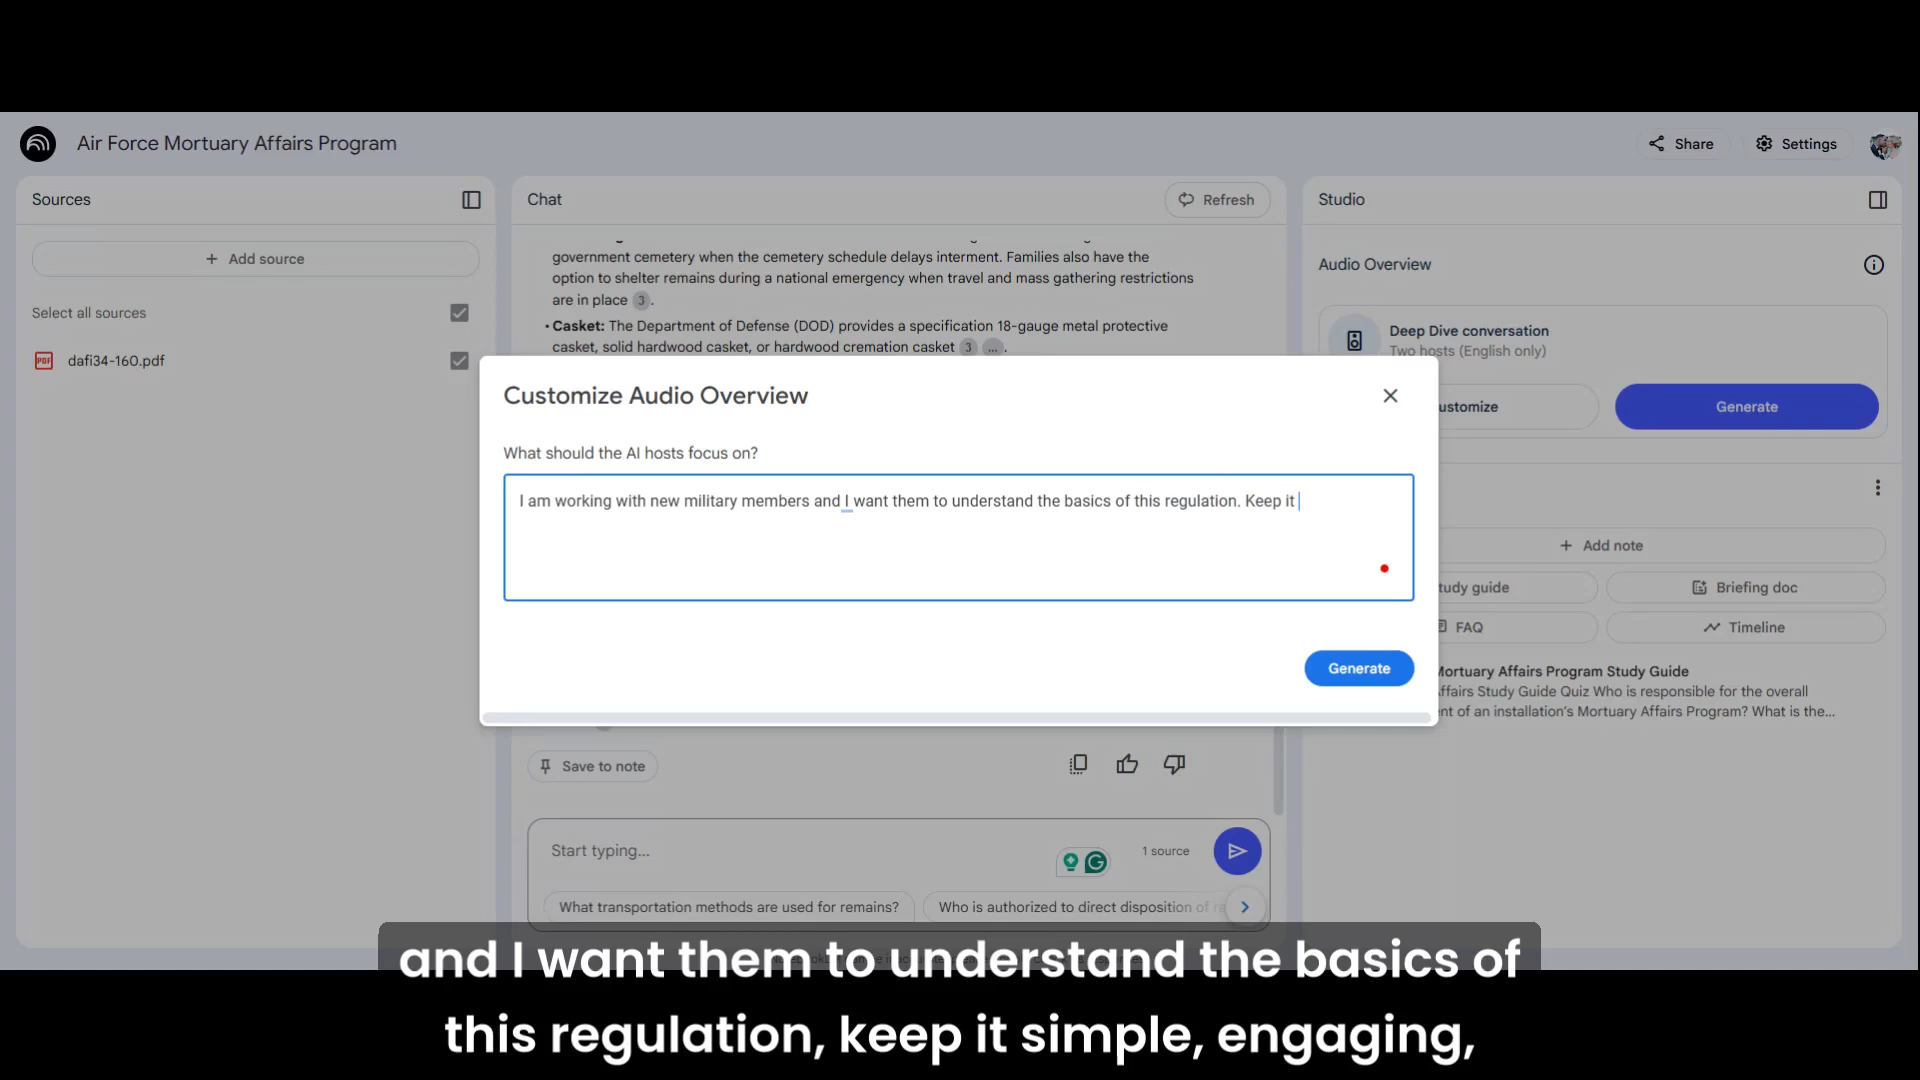 Air Force Mortuary Affairs Program
Share
Settings
Sources
Add source
Select all sources
PDF
dafi34-160.pdf
Chat
Refresh
government cemetery when the cemetery schedule delays interment. Families also have the
option to shelter remains during a national emergency when travel and mass gathering restrictions
are in place 3.
• Casket: The Department of Defense (DOD) provides a specification 18-gauge metal protective
casket, solid hardwood casket, or hardwood cremation casket 3 ... .
Customize Audio Overview
What should the AI hosts focus on?
I am working with new military members and I want them to understand the basics of this regulation. Keep it
Generate
Save to note
Start typing...
1 source
What transportation methods are used for remains?
Who is authorized to direct disposition of
Studio
Audio Overview
Deep Dive conversation
Two hosts (English only)
ustomize
Generate
Add note
tudy guide
Briefing doc
FAQ
Timeline
Mortuary Affairs Program Study Guide
ffairs Study Guide Quiz Who is responsible for the overall
nt of an installation's Mortuary Affairs Program? What is the...
and I want them to understand the basics of
this regulation, keep it simple, engaging,